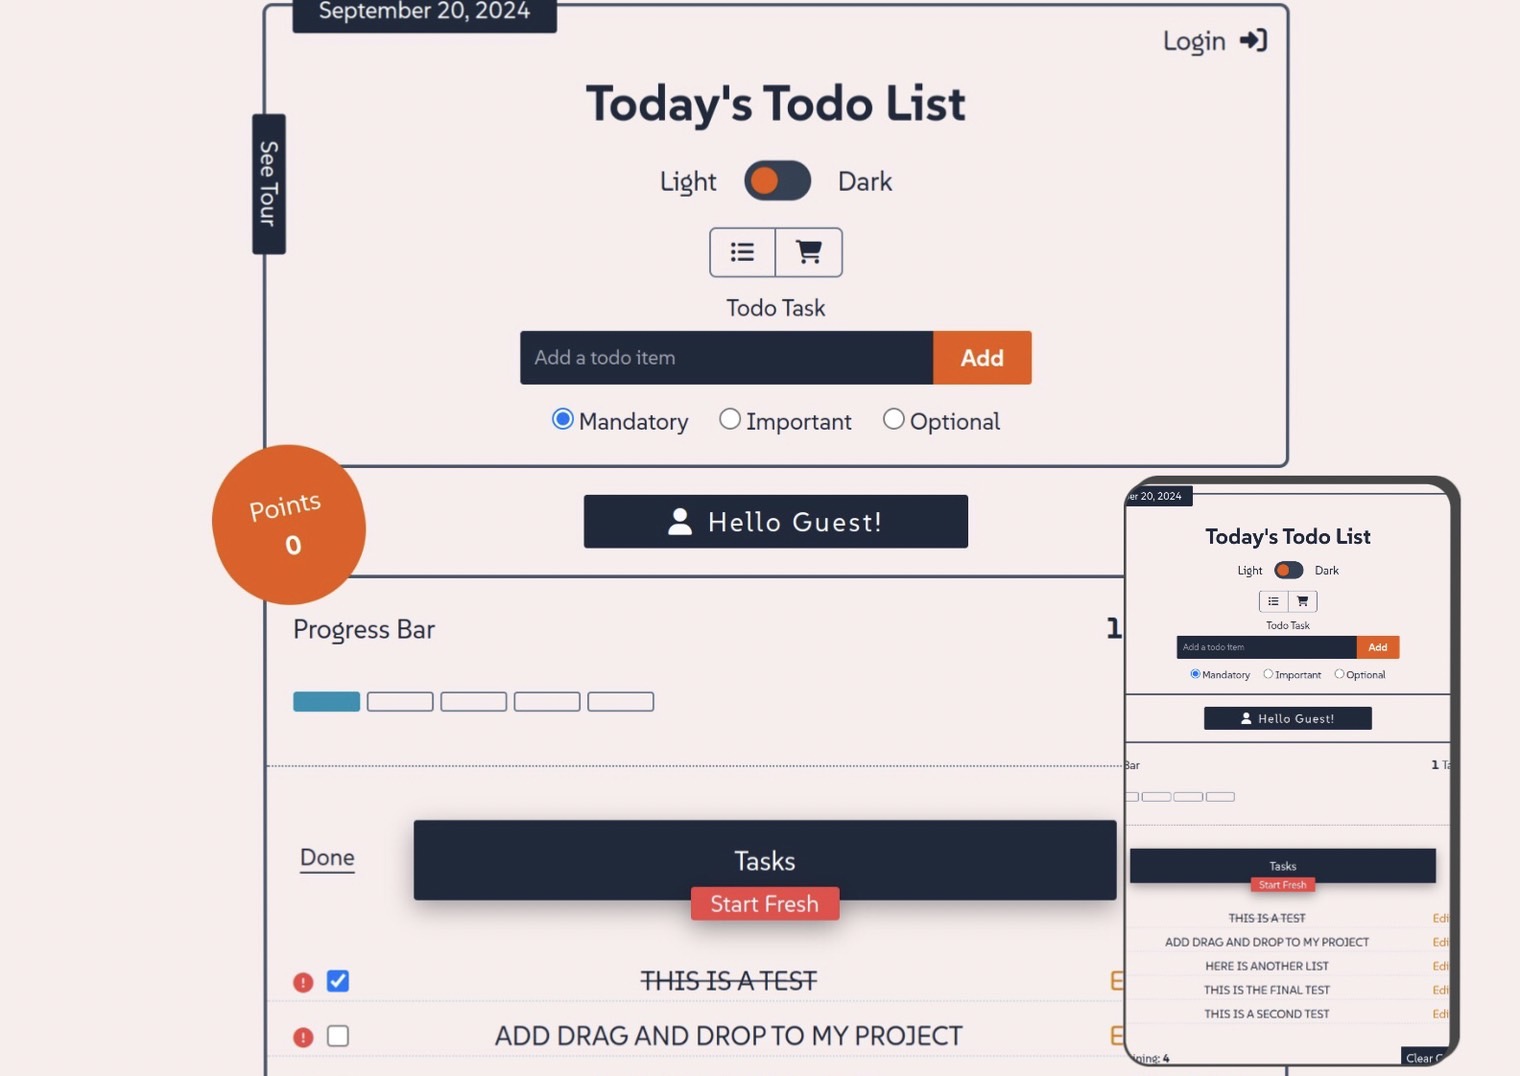 September 20, 2024
Login
Today's Todo List
See Tour
Light Dark
Todo Task
Add a todo item Add
Mandatory Important Optional
Points
0
Hello Guest!
Progress Bar 1
Done
Tasks
Start Fresh
THIS IS A TEST
ADD DRAG AND DROP TO MY PROJECT
20, 2024
Today's Todo List
Light Dark
Todo Task
Add a todo item Add
Mandatory Important Optional
Hello Guest!
Bar 1
Tasks
Start Fresh
THIS IS A TEST Edi
ADD DRAG AND DROP TO MY PROJECT Edi
HERE IS ANOTHER LIST Edi
THIS IS THE FINAL TEST Edi
THIS IS A SECOND TEST Edi
ining: 4 Clear